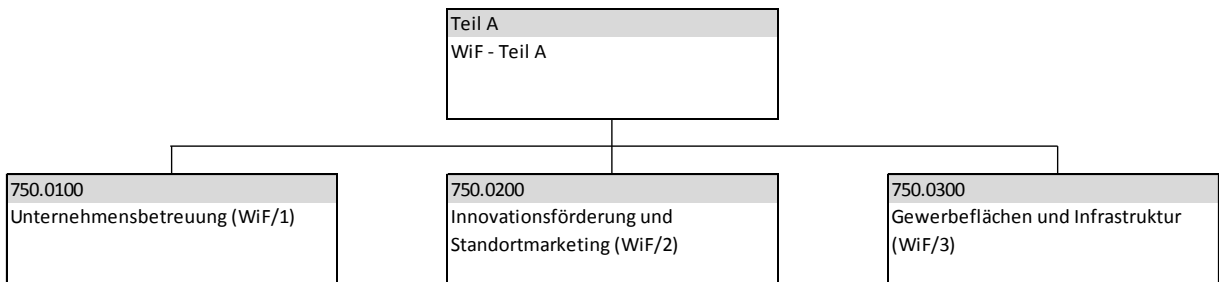 Teil A
WiF - Teil A
750.0100
Unternehmensbetreuung (WiF/1)
750.0200
Innovationsförderung und
Standortmarketing (WiF/2)
750.0300
Gewerbeflächen und Infrastruktur
(WiF/3)